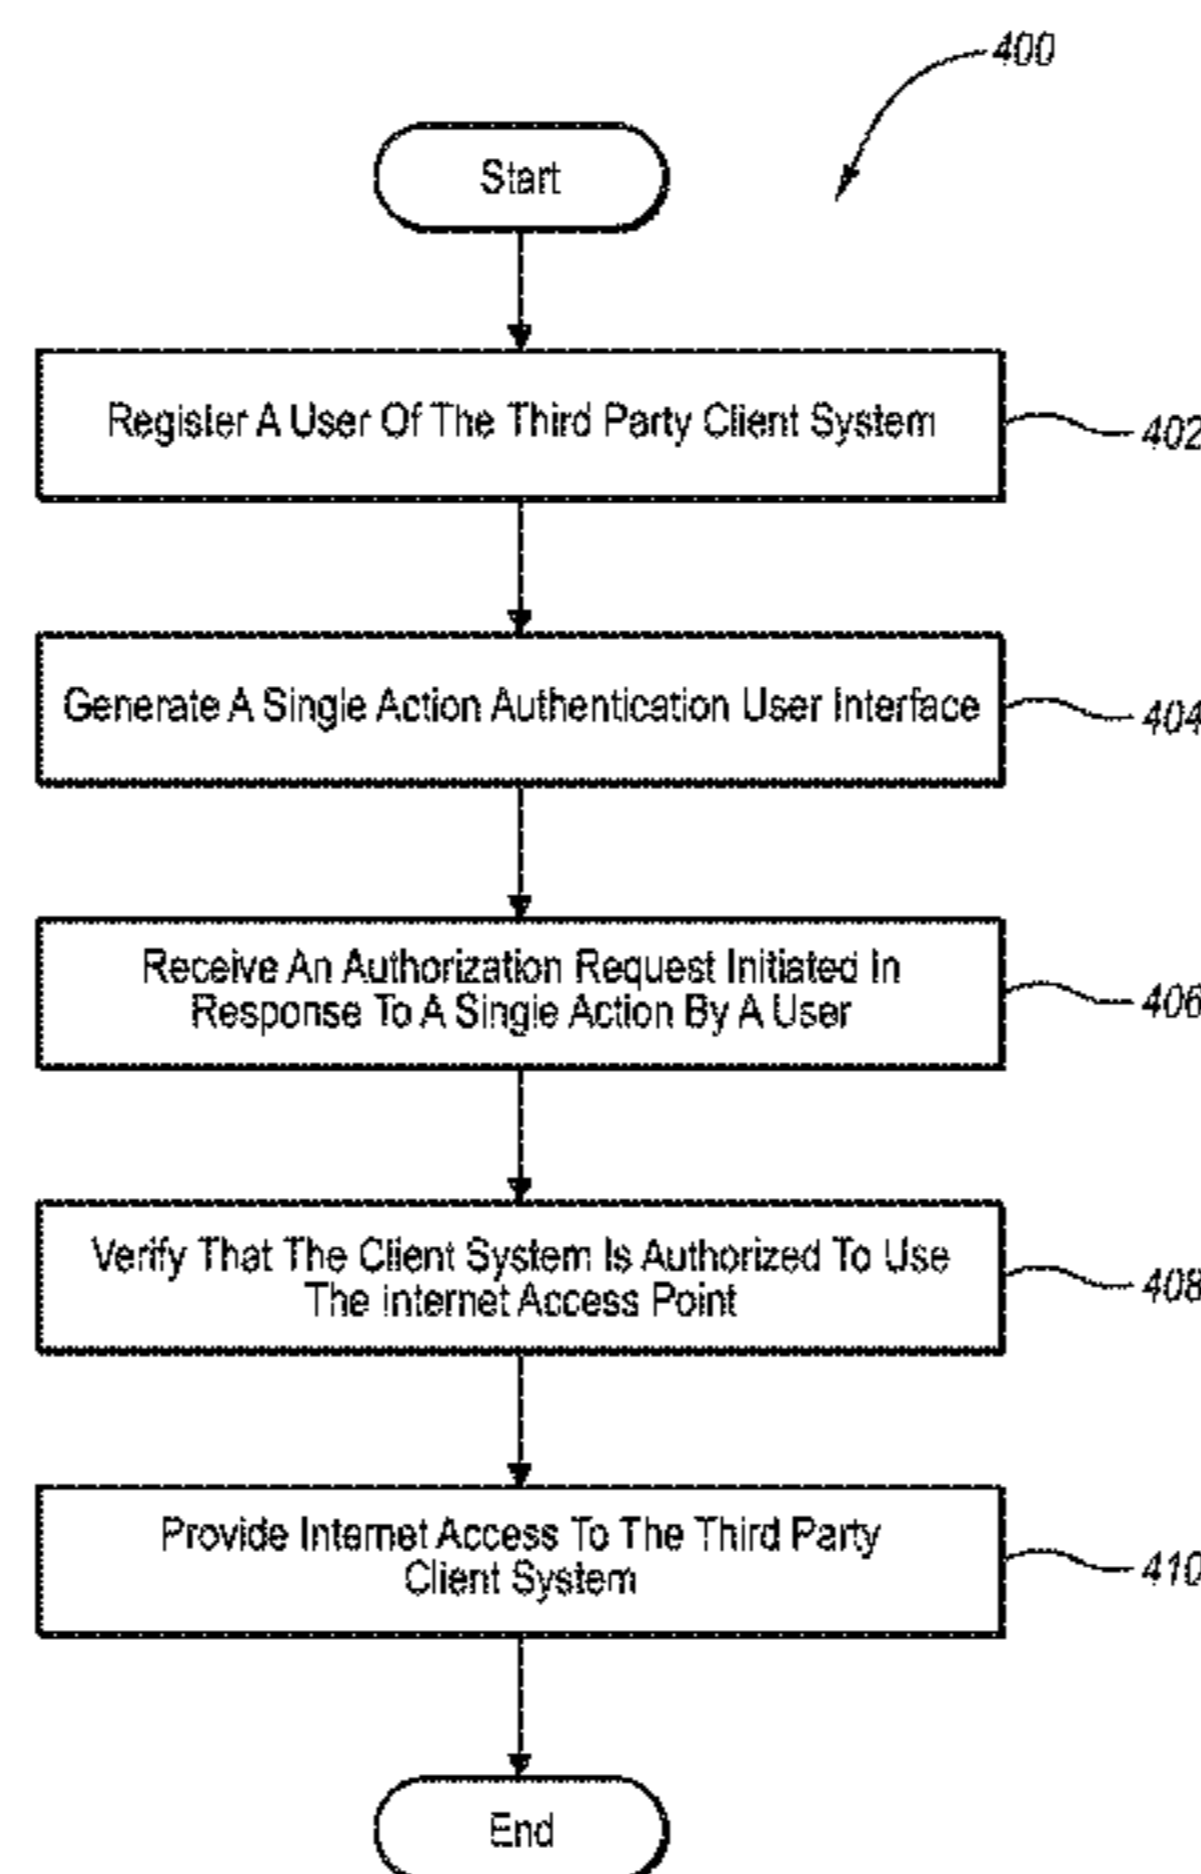 400
Start
Register A User Of The Third Party Client System
402
Generate A Single Action Authentication User Interface
404
Receive An Authorization Request Initiated In
Response To A Single Action By A User
406
Verify That The Client System Is Authorized To Use
The Internet Access Point
408
Provide Internet Access To The Third Party
Client System
410
End